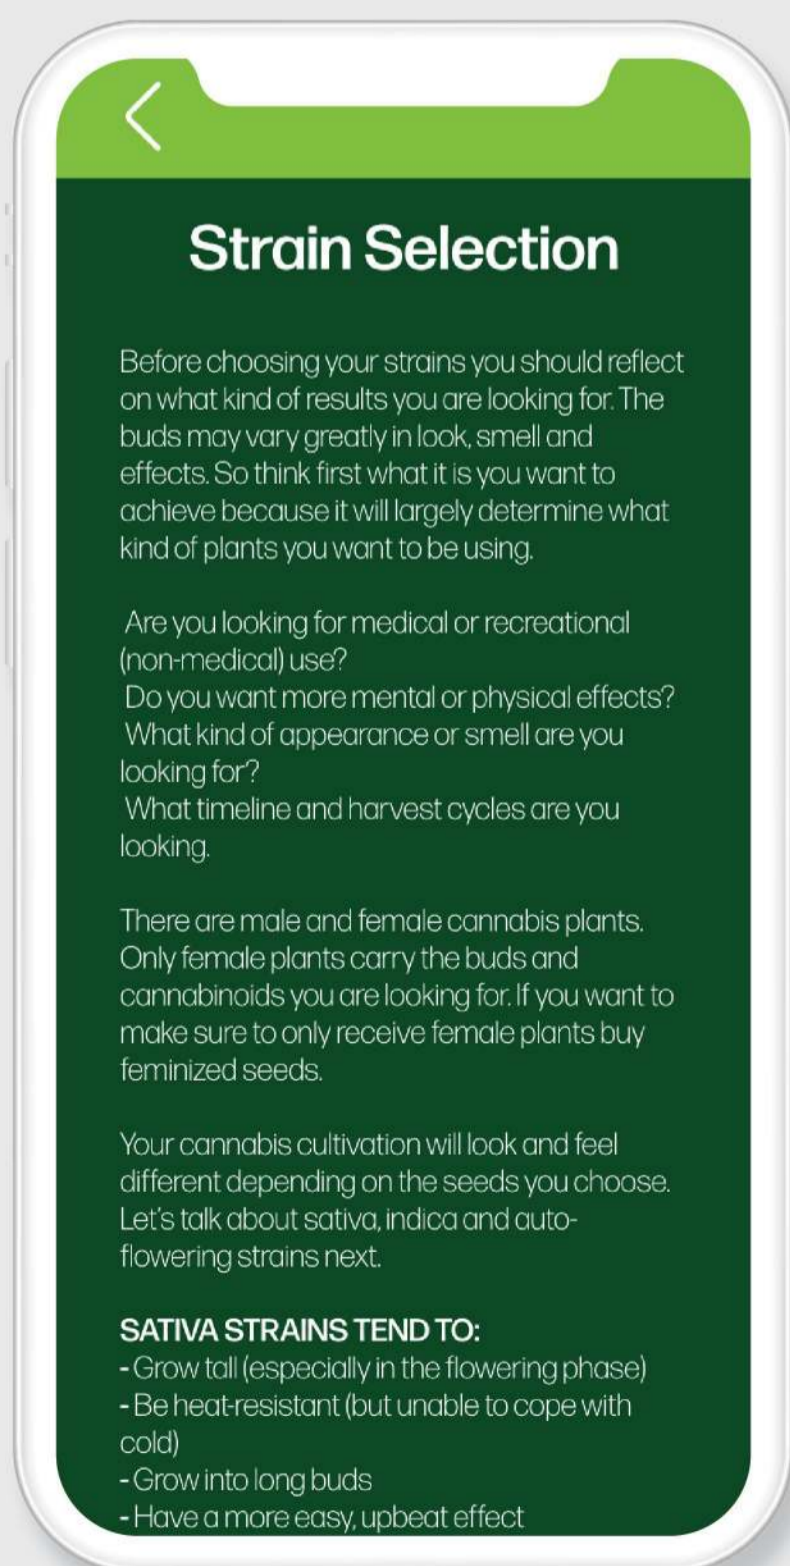 Strain Selection
Before choosing your strains you should reflect
on what kind of results you are looking for. The
buds may vary greatly in look, smell and
effects. So think first what it is you want to
achieve because it will largely determine what
kind of plants you want to be using.
Are you looking for medical or recreational
(non-medical) use?
Do you want more mental or physical effects?
What kind of appearance or smell are you
looking for?
What timeline and harvest cycles are you
looking.
There are male and female cannabis plants.
Only female plants carry the buds and
cannabinoids you are looking for. If you want to
make sure to only receive female plants buy
feminized seeds.
Your cannabis cultivation will look and feel
different depending on the seeds you choose.
Let's talk about sativa, indica and auto-
flowering strains next.
SATIVA STRAINS TEND TO:
- Grow tall (especially in the flowering phase)
- Be heat-resistant (but unable to cope with
cold)
- Grow into long buds
- Have a more easy, upbeat effect